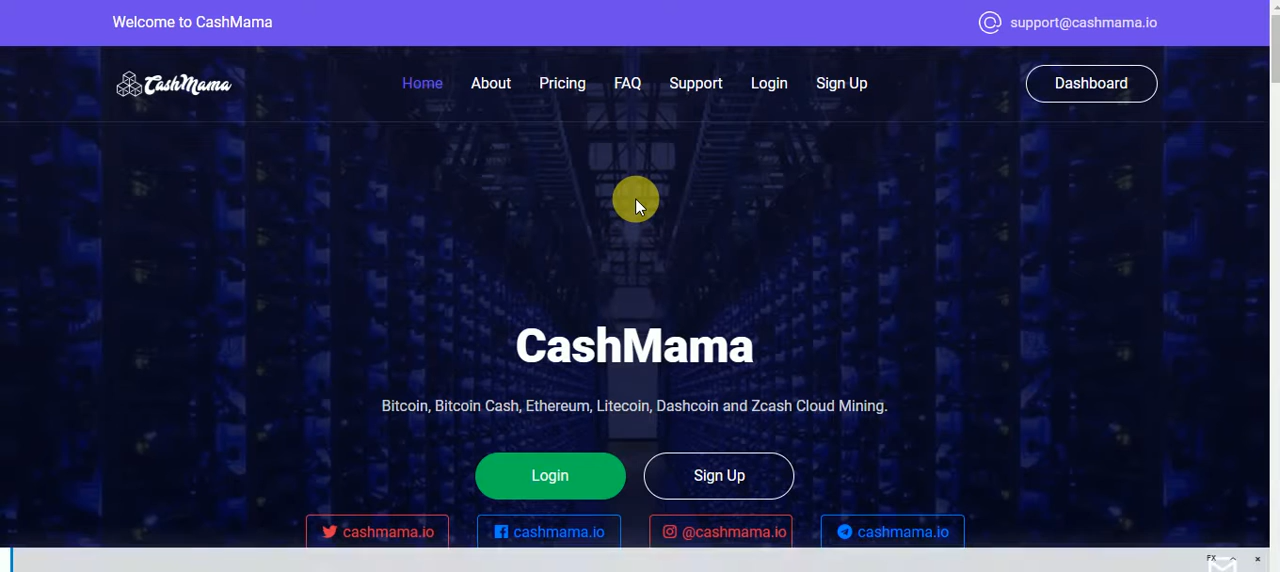 Welcome to CashMama
support@cashmama.io
CashMama
Home
About
Pricing
FAQ
Support
Login
Sign Up
Dashboard
CashMama
Bitcoin, Bitcoin Cash, Ethereum, Litecoin, Dashcoin and Zcash Cloud Mining.
Login
Sign Up
cashmama.io
cashmama.io
@cashmama.io
cashmama.io
FX